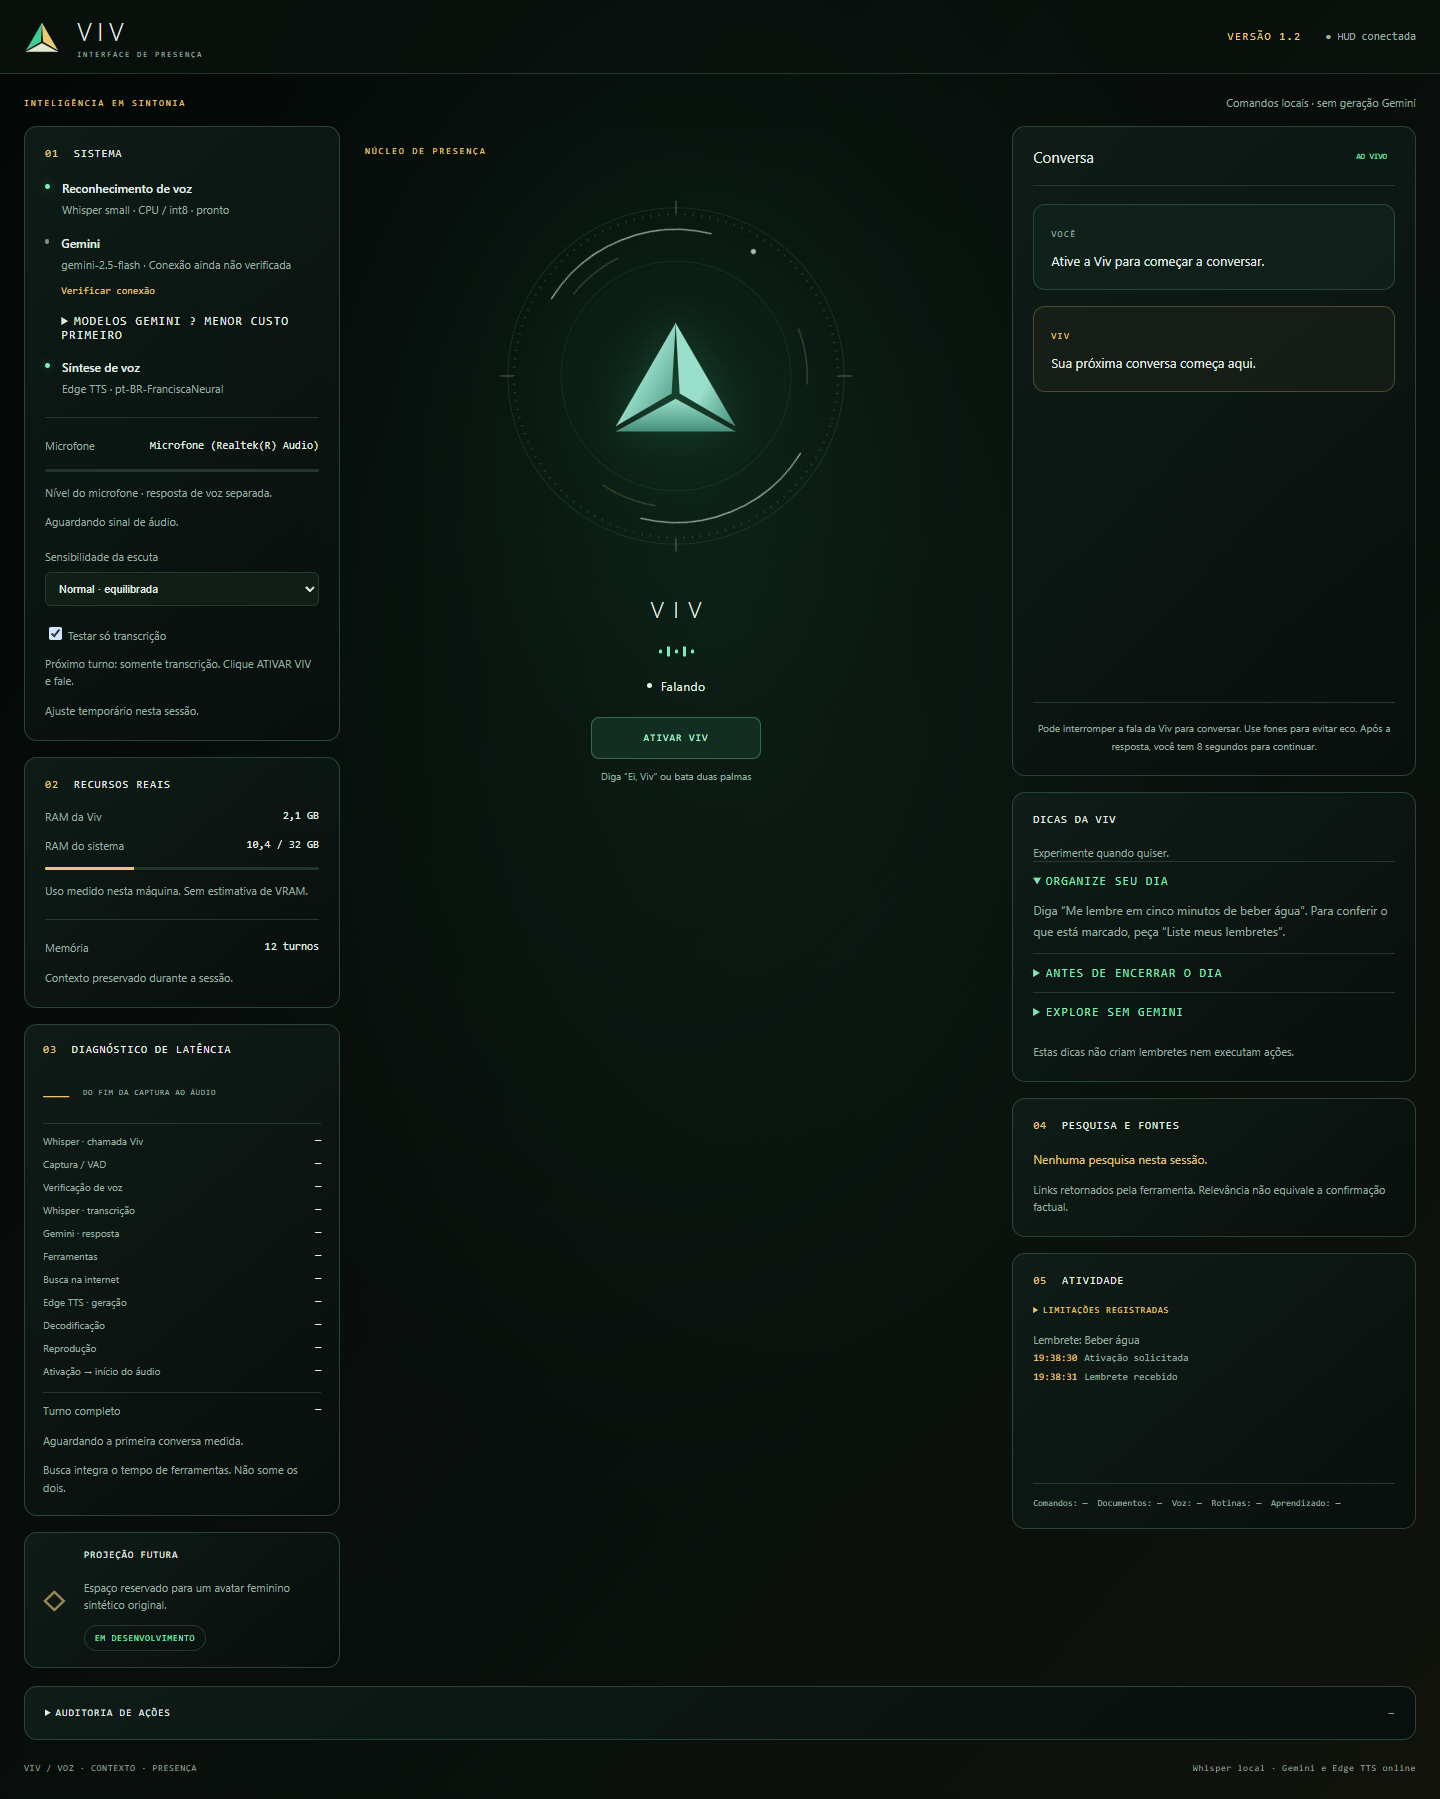 VIV
INTERFACE DE PRESENÇA
VERSÃO 1.2
HUD conectada
INTELIGÊNCIA EM SINTONIA
Comandos locais · sem geração Gemini
01 SISTEMA
Reconhecimento de voz
Whisper small · CPU / int8 · pronto
Gemini
gemini-2.5-flash · Conexão ainda não verificada
Verificar conexão
MODELOS GEMINI ? MENOR CUSTO
PRIMEIRO
Síntese de voz
Edge TTS · pt-BR-FranciscaNeural
Microfone Microfone (Realtek(R) Audio)
Nível do microfone · resposta de voz separada.
Aguardando sinal de áudio.
Sensibilidade da escuta
Normal · equilibrada
Testar só transcrição
Próximo turno: somente transcrição. Clique ATIVAR VIV
e fale.
Ajuste temporário nesta sessão.
02 RECURSOS REAIS
RAM da Viv 2,1 GB
RAM do sistema 10,4 / 32 GB
Uso medido nesta máquina. Sem estimativa de VRAM.
Memória 12 turnos
Contexto preservado durante a sessão.
03 DIAGNÓSTICO DE LATÊNCIA
— DO FIM DA CAPTURA AO ÁUDIO
Whisper · chamada Viv —
Captura / VAD —
Verificação de voz —
Whisper · transcrição —
Gemini · resposta —
Ferramentas —
Busca na internet —
Edge TTS · geração —
Decodificação —
Reprodução —
Ativação → início do áudio —
Turno completo —
Aguardando a primeira conversa medida.
Busca integra o tempo de ferramentas. Não some os
dois.
PROJEÇÃO FUTURA
Espaço reservado para um avatar feminino
sintético original.
EM DESENVOLVIMENTO
NÚCLEO DE PRESENÇA
VIV
Falando
ATIVAR VIV
Diga “Ei, Viv” ou bata duas palmas
Conversa AO VIVO
VOCÊ
Ative a Viv para começar a conversar.
VIV
Sua próxima conversa começa aqui.
Pode interromper a fala da Viv para conversar. Use fones para evitar eco. Após a
resposta, você tem 8 segundos para continuar.
DICAS DA VIV
Experimente quando quiser.
ORGANIZE SEU DIA
Diga “Me lembre em cinco minutos de beber água”. Para conferir o
que está marcado, peça “Liste meus lembretes”.
ANTES DE ENCERRAR O DIA
EXPLORE SEM GEMINI
Estas dicas não criam lembretes nem executam ações.
04 PESQUISA E FONTES
Nenhuma pesquisa nesta sessão.
Links retornados pela ferramenta. Relevância não equivale a confirmação
factual.
05 ATIVIDADE
LIMITAÇÕES REGISTRADAS
Lembrete: Beber água
19:38:30 Ativação solicitada
19:38:31 Lembrete recebido
Comandos: — Documentos: — Voz: — Rotinas: — Aprendizado: —
AUDITORIA DE AÇÕES —
VIV / VOZ · CONTEXTO · PRESENÇA
Whisper local · Gemini e Edge TTS online